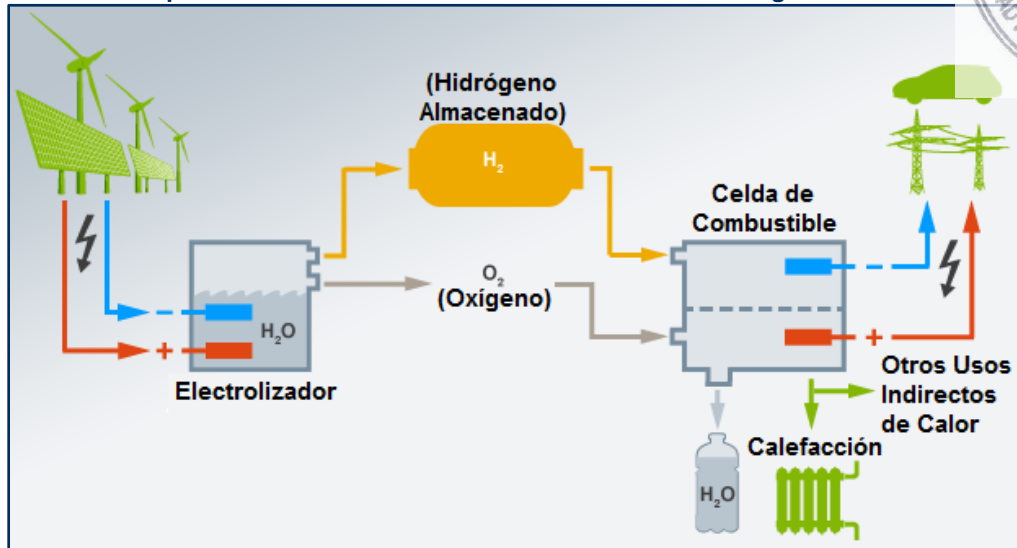 (Hidrógeno
Almacenado)
H₂
Celda de
Combustible
O₂
(Oxígeno)
−
+
H₂O
Electrolizador
−
+
Otros Usos
Indirectos
de Calor
Calefacción
H₂O